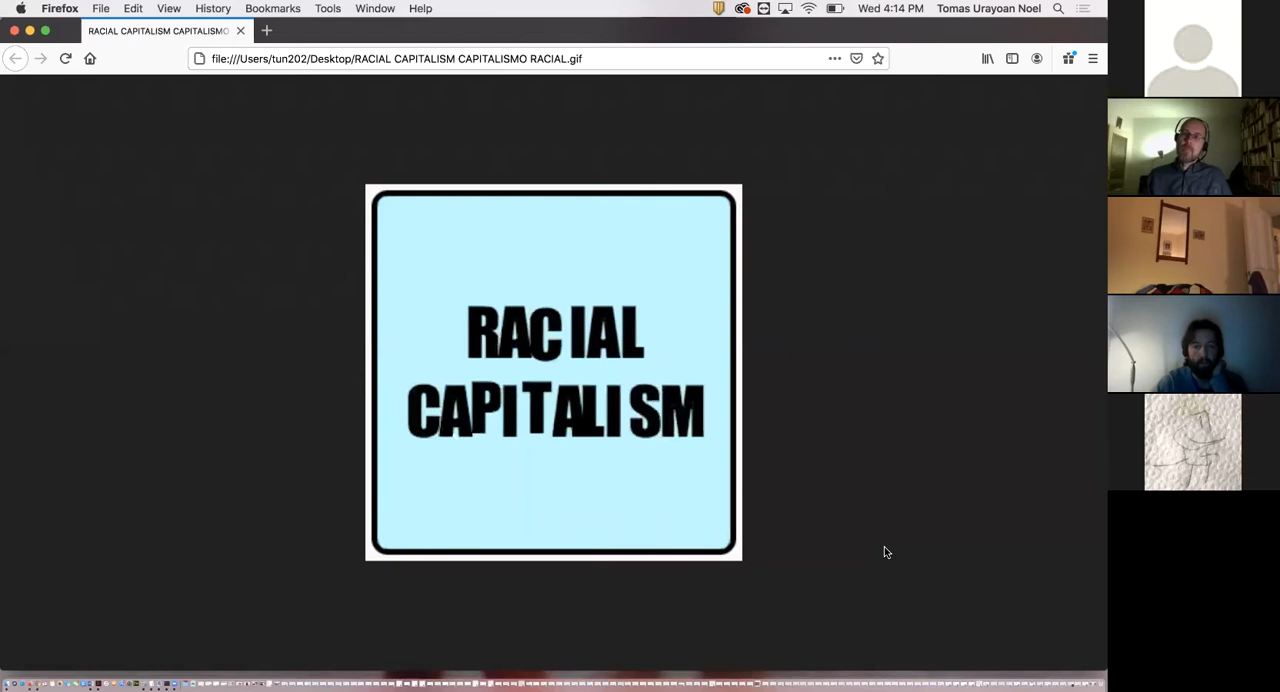 Firefox File Edit View History Bookmarks Tools Window Help Wed 4:14 PM Tomas Urayoan Noel
RACIAL CAPITALISM CAPITALISMO
file:///Users/tun202/Desktop/RACIAL CAPITALISM CAPITALISMO RACIAL.gif
RACIAL
CAPITALISM